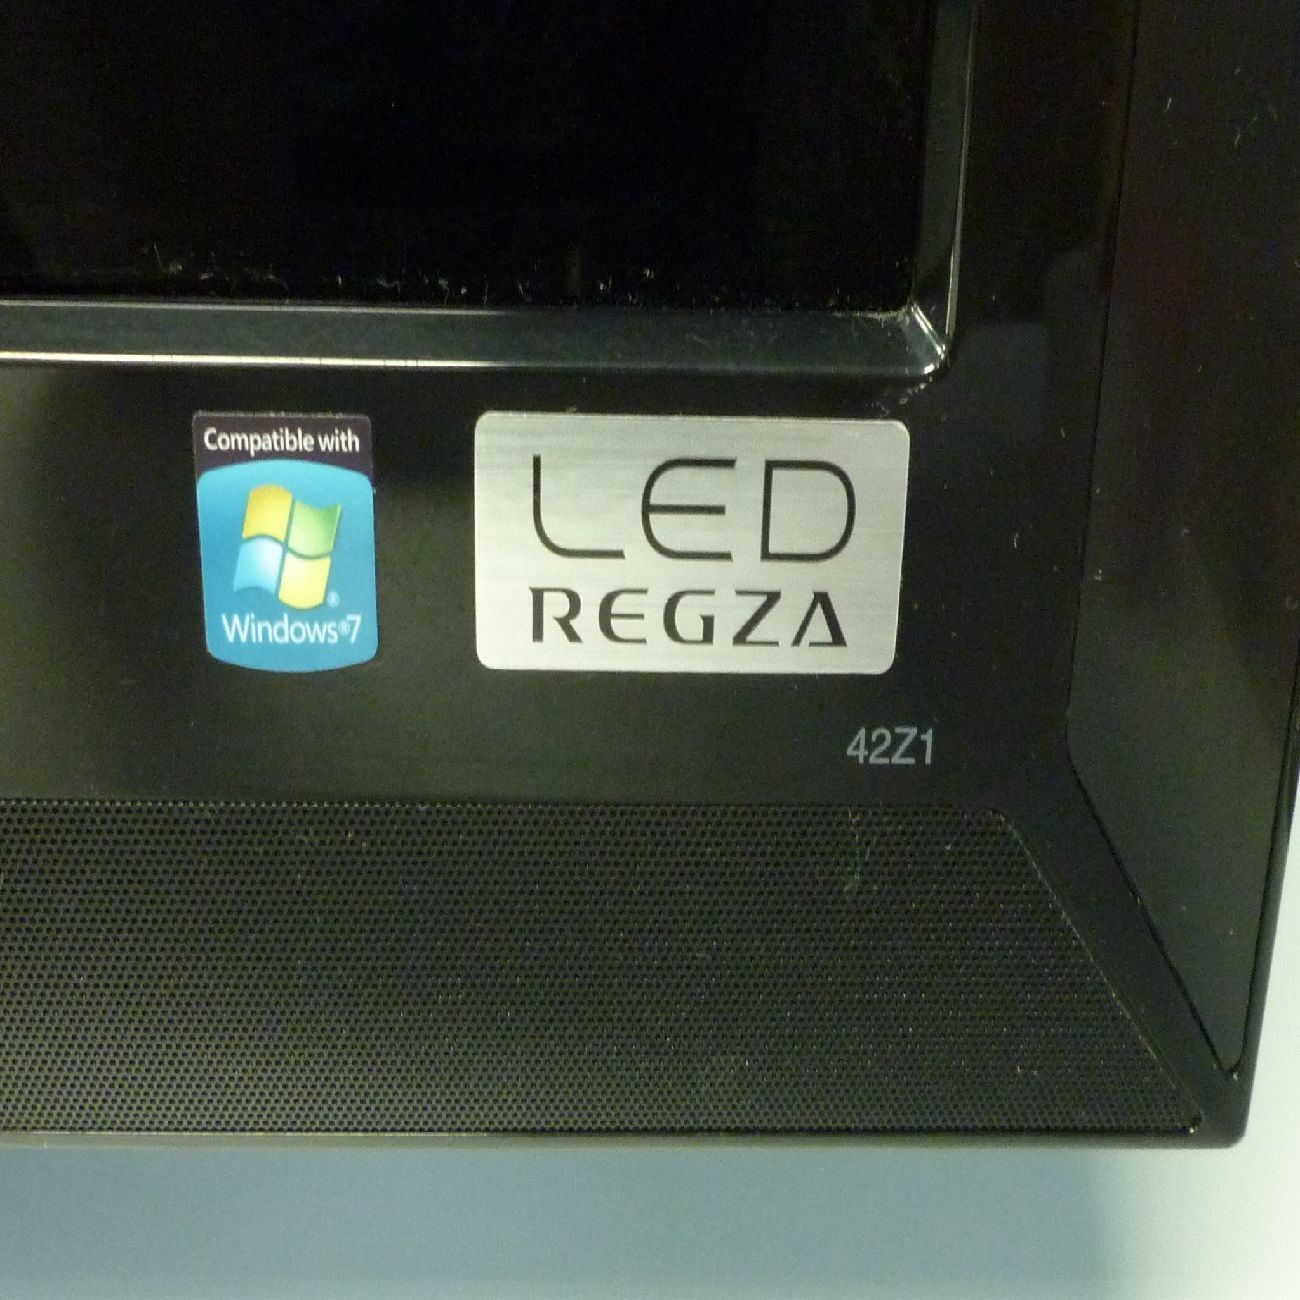 Compatible with
Windows®7
LED
REGZA
42Z1